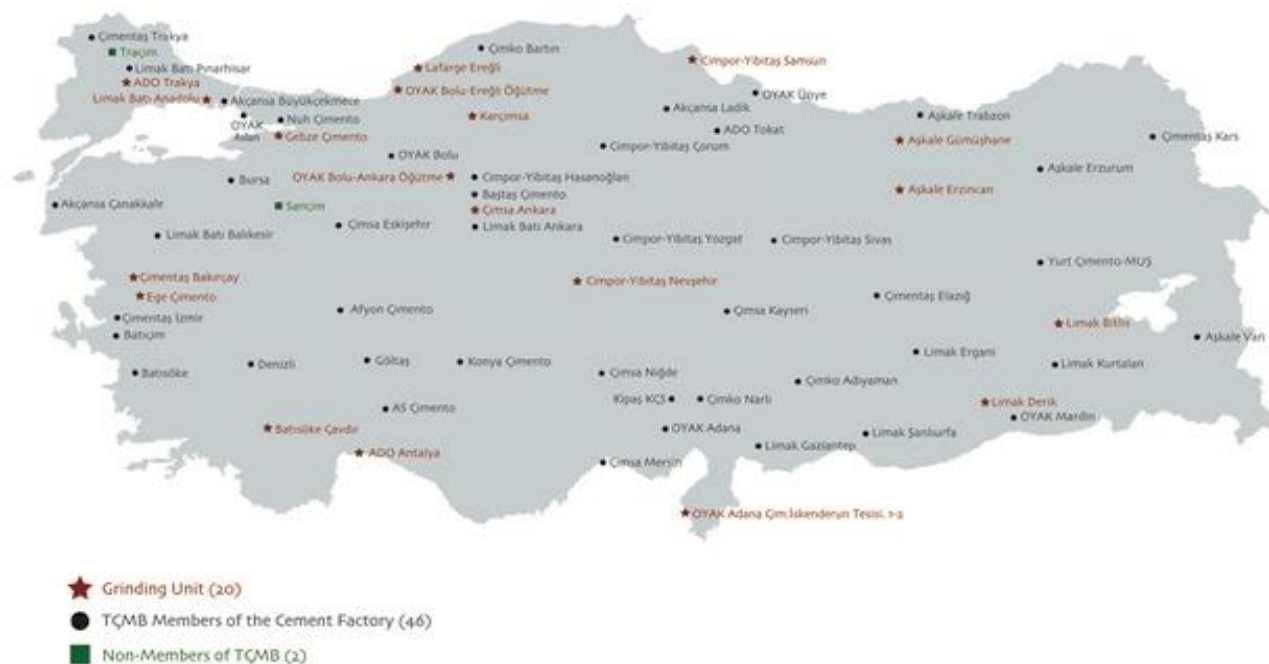 Çimentaş Trakya
Traçim
Limak Batı Pınarhisar
ADO Trakya
Limak Batı Anadolu
Akçansa Büyükçekmece
OYAK
Aslan
Nuh Çimento
Gebze Çimento
Çimko Bartın
Lafarge Ereğli
OYAK Bolu-Ereğli Öğütme
Karçimsa
Cimpor-Yibitaş Samsun
OYAK Ünye
Akçansa Ladik
ADO Tokat
Aşkale Trabzon
Aşkale Gümüşhane
Çimentaş Kars
Cimpor-Yibitaş Çorum
OYAK Bolu
Aşkale Erzurum
Bursa
OYAK Bolu-Ankara Öğütme
Cimpor-Yibitaş Hasanoğlan
Baştaş Çimento
Aşkale Erzincan
Akçansa Çanakkale
Sançim
Çimsa Ankara
Çimsa Eskişehir
Limak Batı Ankara
Limak Batı Balıkesir
Cimpor-Yibitaş Yozgat
Cimpor-Yibitaş Sivas
Yurt Çimento-MUŞ
Çimentaş Bakırçay
Cimpor-Yibitaş Nevşehir
Ege Çimento
Çimentaş Elazığ
Afyon Çimento
Çimsa Kayseri
Çimentaş İzmir
Limak Bitlis
Batıçim
Aşkale Van
Limak Ergani
Denizli
Göltaş
Konya Çimento
Limak Kurtalan
Batısöke
Çimsa Niğde
Çimko Adıyaman
Kipaş KÇS
Çimko Narlı
Limak Derik
AS Çimento
OYAK Mardin
Batısöke Çavdır
OYAK Adana
Limak Şanlıurfa
Limak Gaziantep
ADO Antalya
Çimsa Mersin
OYAK Adana Çim.İskenderun Tesisi. 1-2
Grinding Unit (20)
TÇMB Members of the Cement Factory (46)
Non-Members of TÇMB (2)